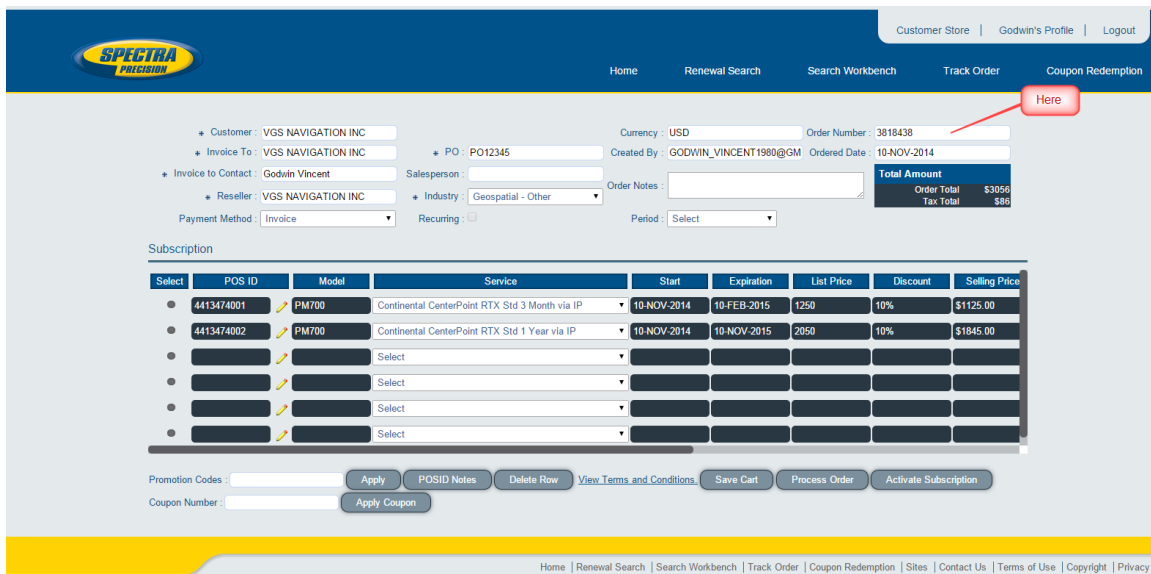 Customer Store | Godwin's Profile | Logout
SPECTRA
PRECISION
Home Renewal Search Search Workbench Track Order Coupon Redemption
Here
* Customer : VGS NAVIGATION INC Currency : USD Order Number : 3818438
* Invoice To : VGS NAVIGATION INC * PO : PO12345 Created By : GODWIN_VINCENT1980@GM Ordered Date : 10-NOV-2014
* Invoice to Contact : Godwin Vincent Salesperson : Order Notes : Total Amount
Order Total $3056
* Reseller : VGS NAVIGATION INC * Industry : Geospatial - Other Tax Total $86
Payment Method : Invoice Recurring : Period : Select
Subscription
Select POS ID Model Service Start Expiration List Price Discount Selling Price
4413474001 PM700 Continental CenterPoint RTX Std 3 Month via IP 10-NOV-2014 10-FEB-2015 1250 10% $1125.00
4413474002 PM700 Continental CenterPoint RTX Std 1 Year via IP 10-NOV-2014 10-NOV-2015 2050 10% $1845.00
Select
Select
Select
Select
Promotion Codes : Apply POSID Notes Delete Row View Terms and Conditions. Save Cart Process Order Activate Subscription
Coupon Number : Apply Coupon
Home | Renewal Search | Search Workbench | Track Order | Coupon Redemption | Sites | Contact Us | Terms of Use | Copyright | Privacy